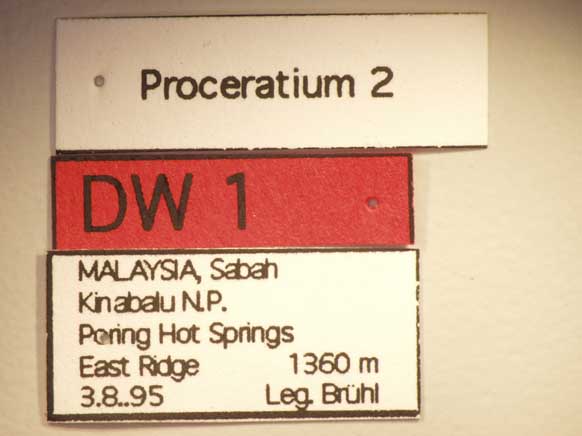 Proceratium 2
DW 1
MALAYSIA, Sabah
Kinabalu N.P.
Poring Hot Springs
East Ridge 1360 m
3.8..95 Leg. Brühl